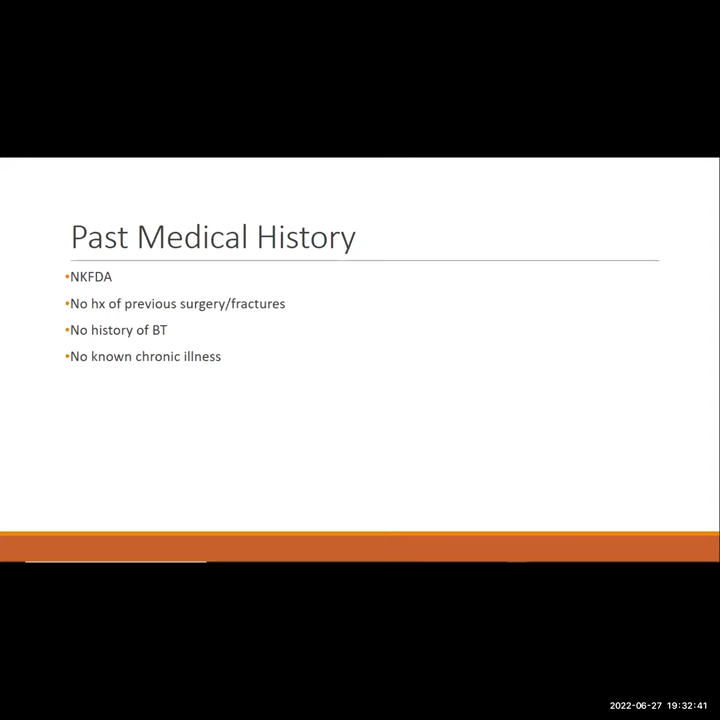 Past Medical History
•NKFDA
•No hx of previous surgery/fractures
•No history of BT
•No known chronic illness
2022-06-27 19:32:41